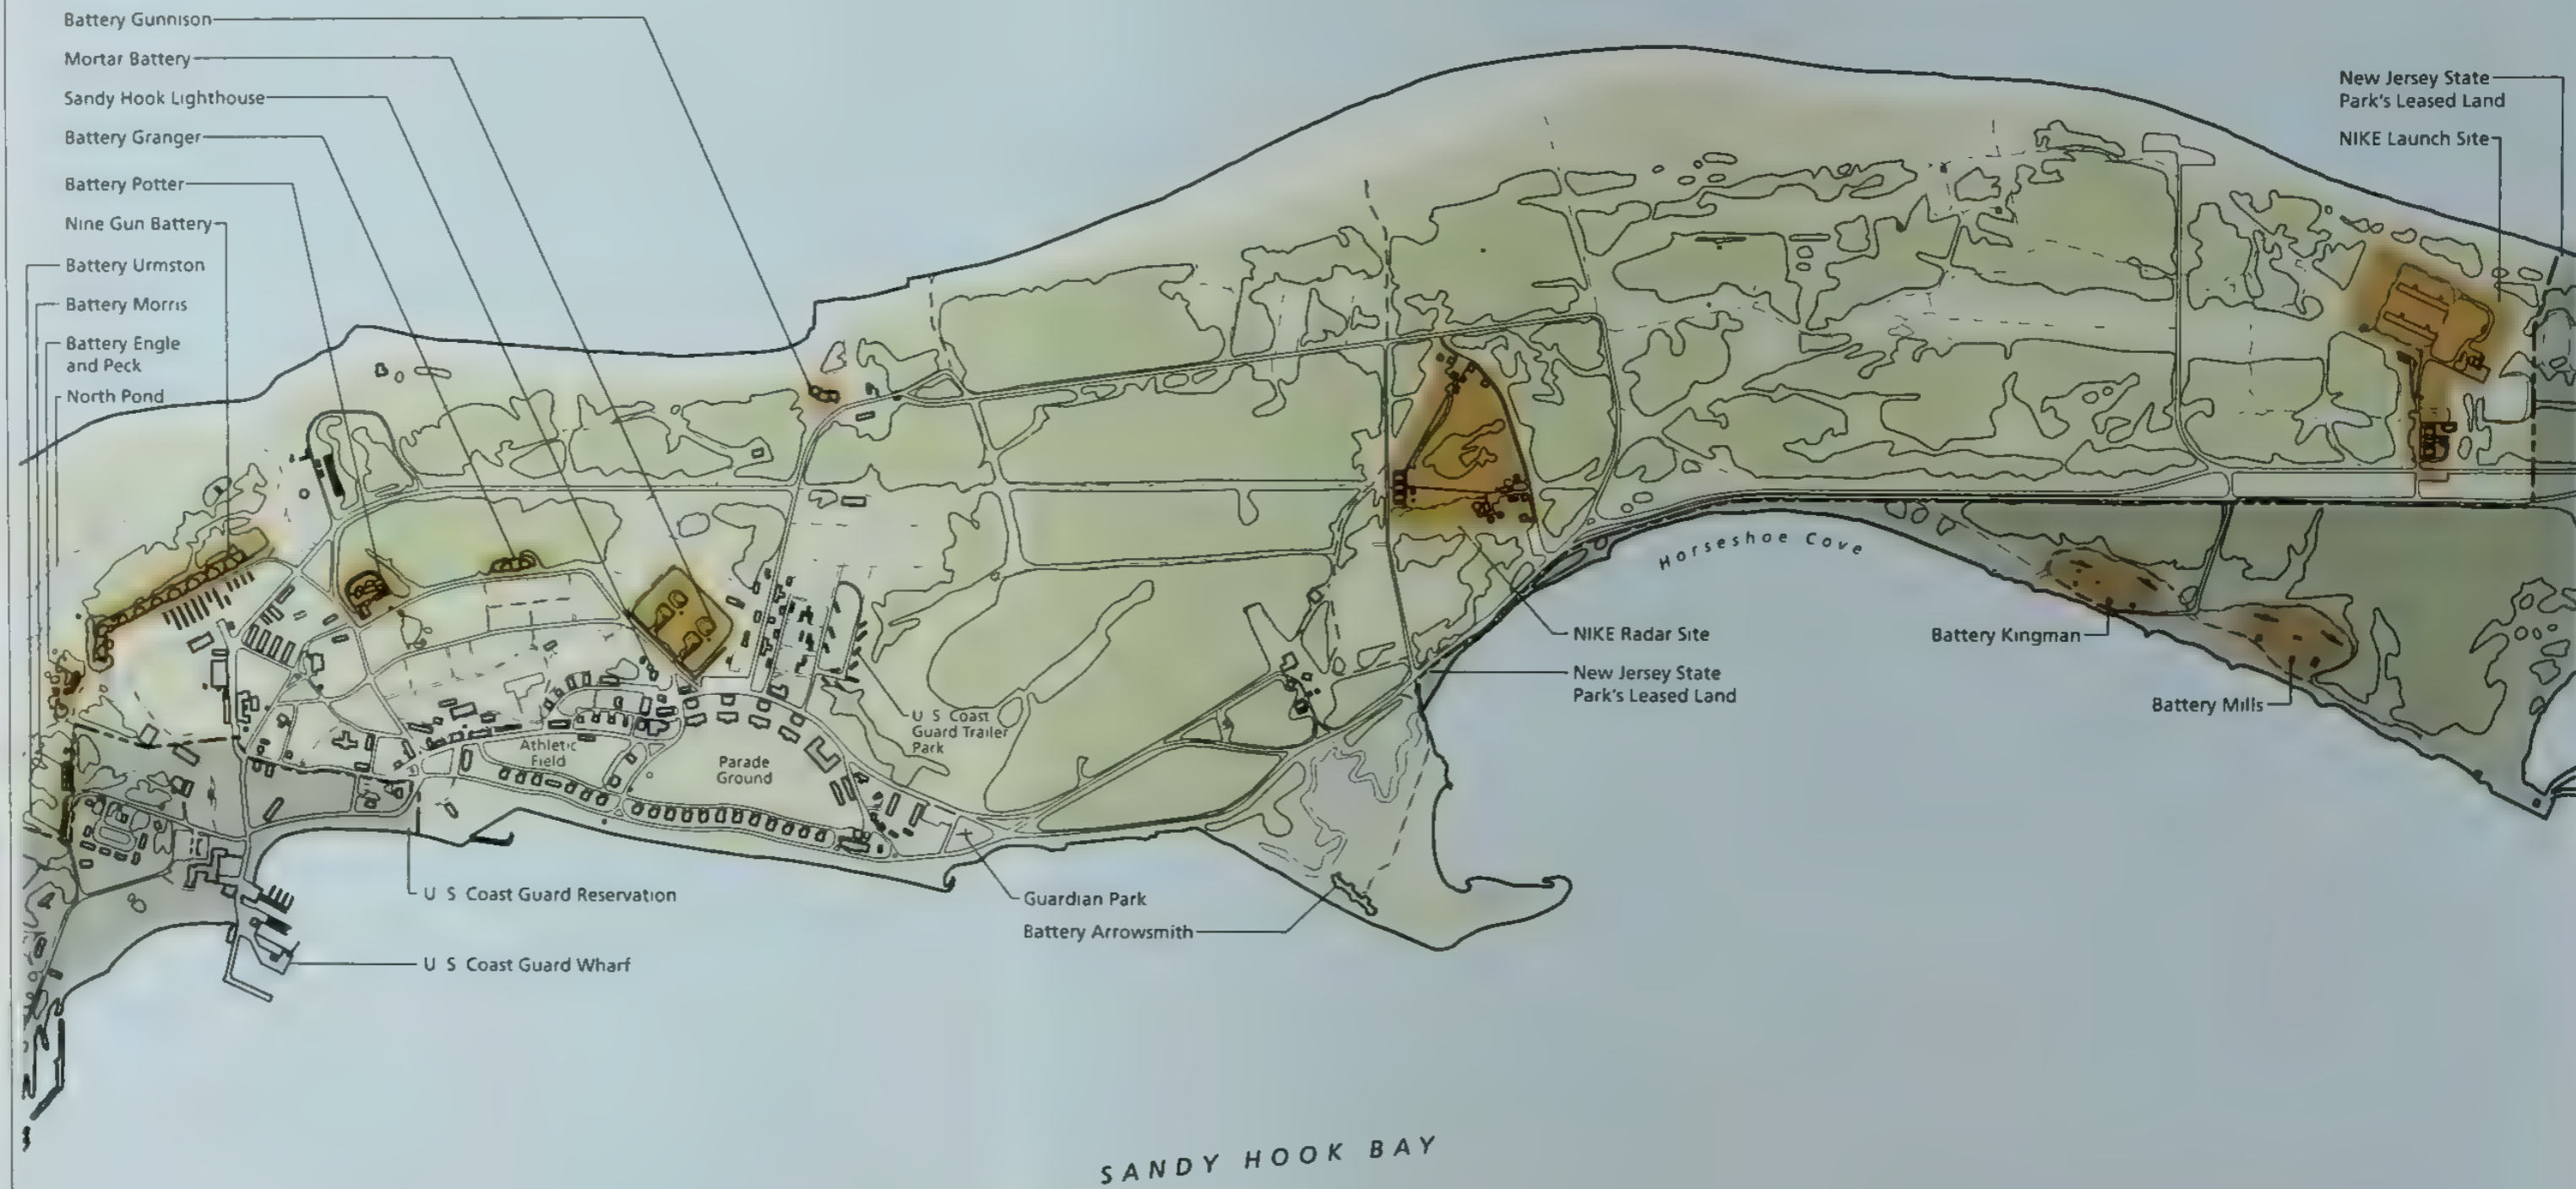 Battery Gunnison
Mortar Battery
Sandy Hook Lighthouse
Battery Granger
Battery Potter
Nine Gun Battery
Battery Urmston
Battery Morris
Battery Engle
and Peck
North Pond
New Jersey State
Park's Leased Land
NIKE Launch Site
Horseshoe Cove
NIKE Radar Site
New Jersey State
Park's Leased Land
Battery Kingman
Battery Mills
U S Coast
Guard Trailer
Park
Athletic
Field
Parade
Ground
U S Coast Guard Reservation
Guardian Park
Battery Arrowsmith
U S Coast Guard Wharf
SANDY HOOK BAY